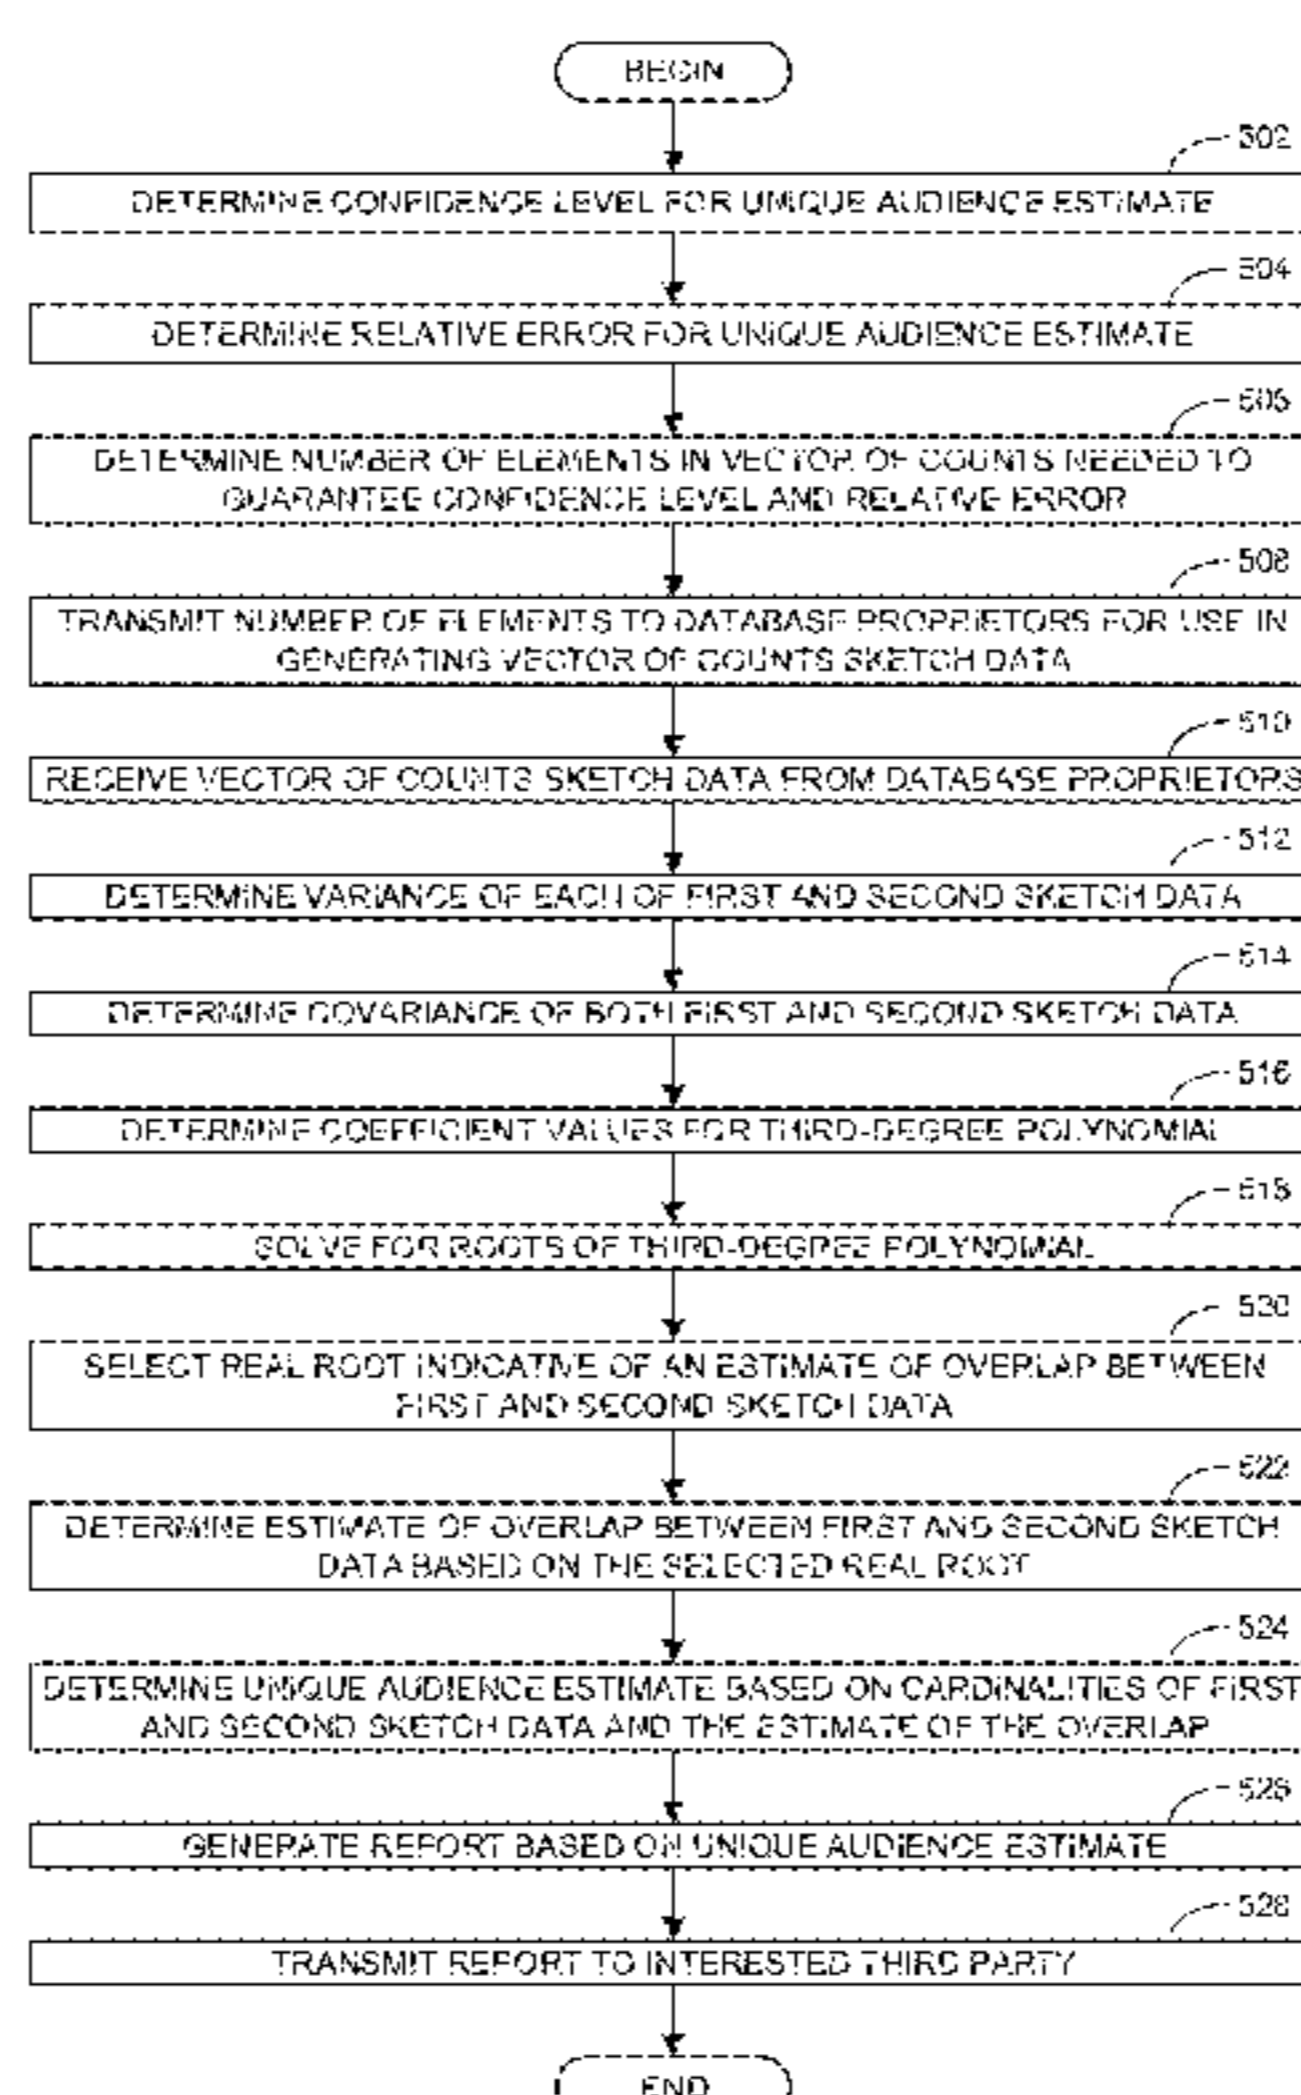 BEGIN
502
DETERMINE CONFIDENCE LEVEL FOR UNIQUE AUDIENCE ESTIMATE
504
DETERMINE RELATIVE ERROR FOR UNIQUE AUDIENCE ESTIMATE
506
DETERMINE NUMBER OF ELEMENTS IN VECTOR OF COUNTS NEEDED TO
GUARANTEE CONFIDENCE LEVEL AND RELATIVE ERROR
508
TRANSMIT NUMBER OF ELEMENTS TO DATABASE PROPRIETORS FOR USE IN
GENERATING VECTOR OF COUNTS SKETCH DATA
510
RECEIVE VECTOR OF COUNTS SKETCH DATA FROM DATABASE PROPRIETORS
512
DETERMINE VARIANCE OF EACH OF FIRST AND SECOND SKETCH DATA
514
DETERMINE COVARIANCE OF BOTH FIRST AND SECOND SKETCH DATA
516
DETERMINE COEFFICIENT VALUES FOR THIRD-DEGREE POLYNOMIAL
518
SOLVE FOR ROOTS OF THIRD-DEGREE POLYNOMIAL
520
SELECT REAL ROOT INDICATIVE OF AN ESTIMATE OF OVERLAP BETWEEN
FIRST AND SECOND SKETCH DATA
522
DETERMINE ESTIMATE OF OVERLAP BETWEEN FIRST AND SECOND SKETCH
DATA BASED ON THE SELECTED REAL ROOT
524
DETERMINE UNIQUE AUDIENCE ESTIMATE BASED ON CARDINALITIES OF FIRST
AND SECOND SKETCH DATA AND THE ESTIMATE OF THE OVERLAP
526
GENERATE REPORT BASED ON UNIQUE AUDIENCE ESTIMATE
528
TRANSMIT REPORT TO INTERESTED THIRD PARTY
END